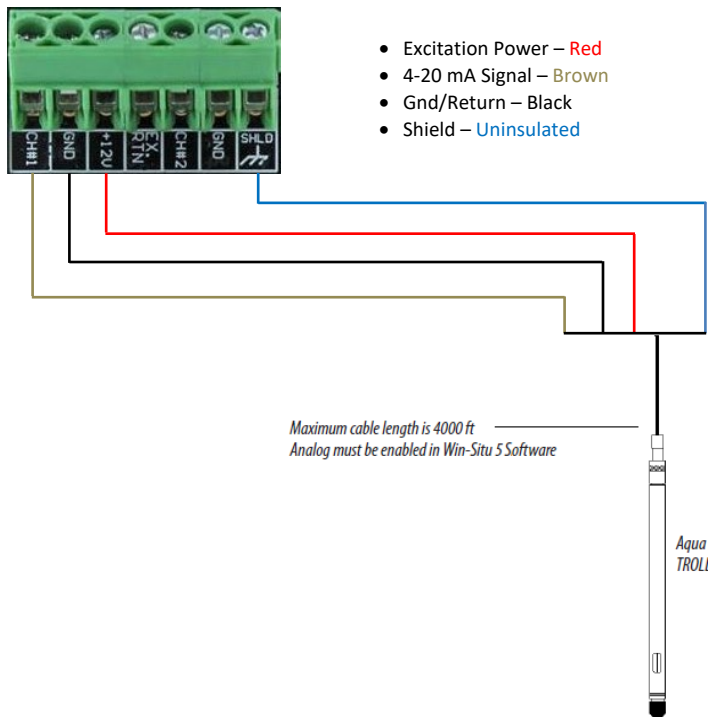 • Excitation Power – Red
• 4-20 mA Signal – Brown
• Gnd/Return – Black
• Shield – Uninsulated
CH#1
GND
+12V
EX. RTN
CH#2
GND
SHLD
Maximum cable length is 4000 ft
Analog must be enabled in Win-Situ 5 Software
Aqua
TROLL